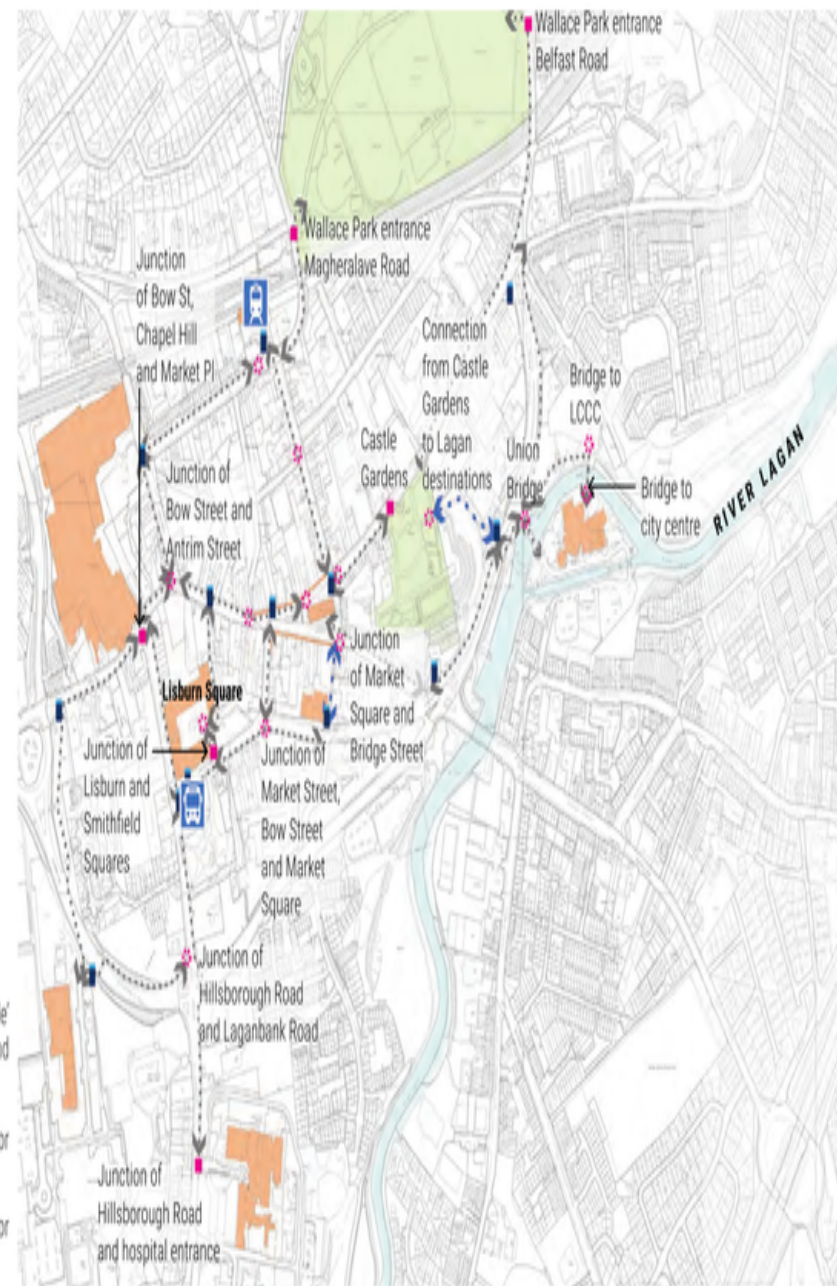 Wallace Park entrance
Belfast Road
Wallace Park entrance
Magheralave Road
Junction
of Bow St,
Chapel Hill
and Market Pl
Connection
from Castle
Gardens
to Lagan
destinations
Bridge to
LCCC
Castle
Gardens
Union
Bridge
Bridge to
city centre
RIVER LAGAN
Junction of
Bow Street and
Antrim Street
Lisburn Square
Junction
of Market
Square and
Bridge Street
Junction of
Lisburn and
Smithfield
Squares
Junction of
Market Street,
Bow Street
and Market
Square
Junction of
Hillsborough Road
and Laganbank Road
Junction of
Hillsborough Road
and hospital entrance